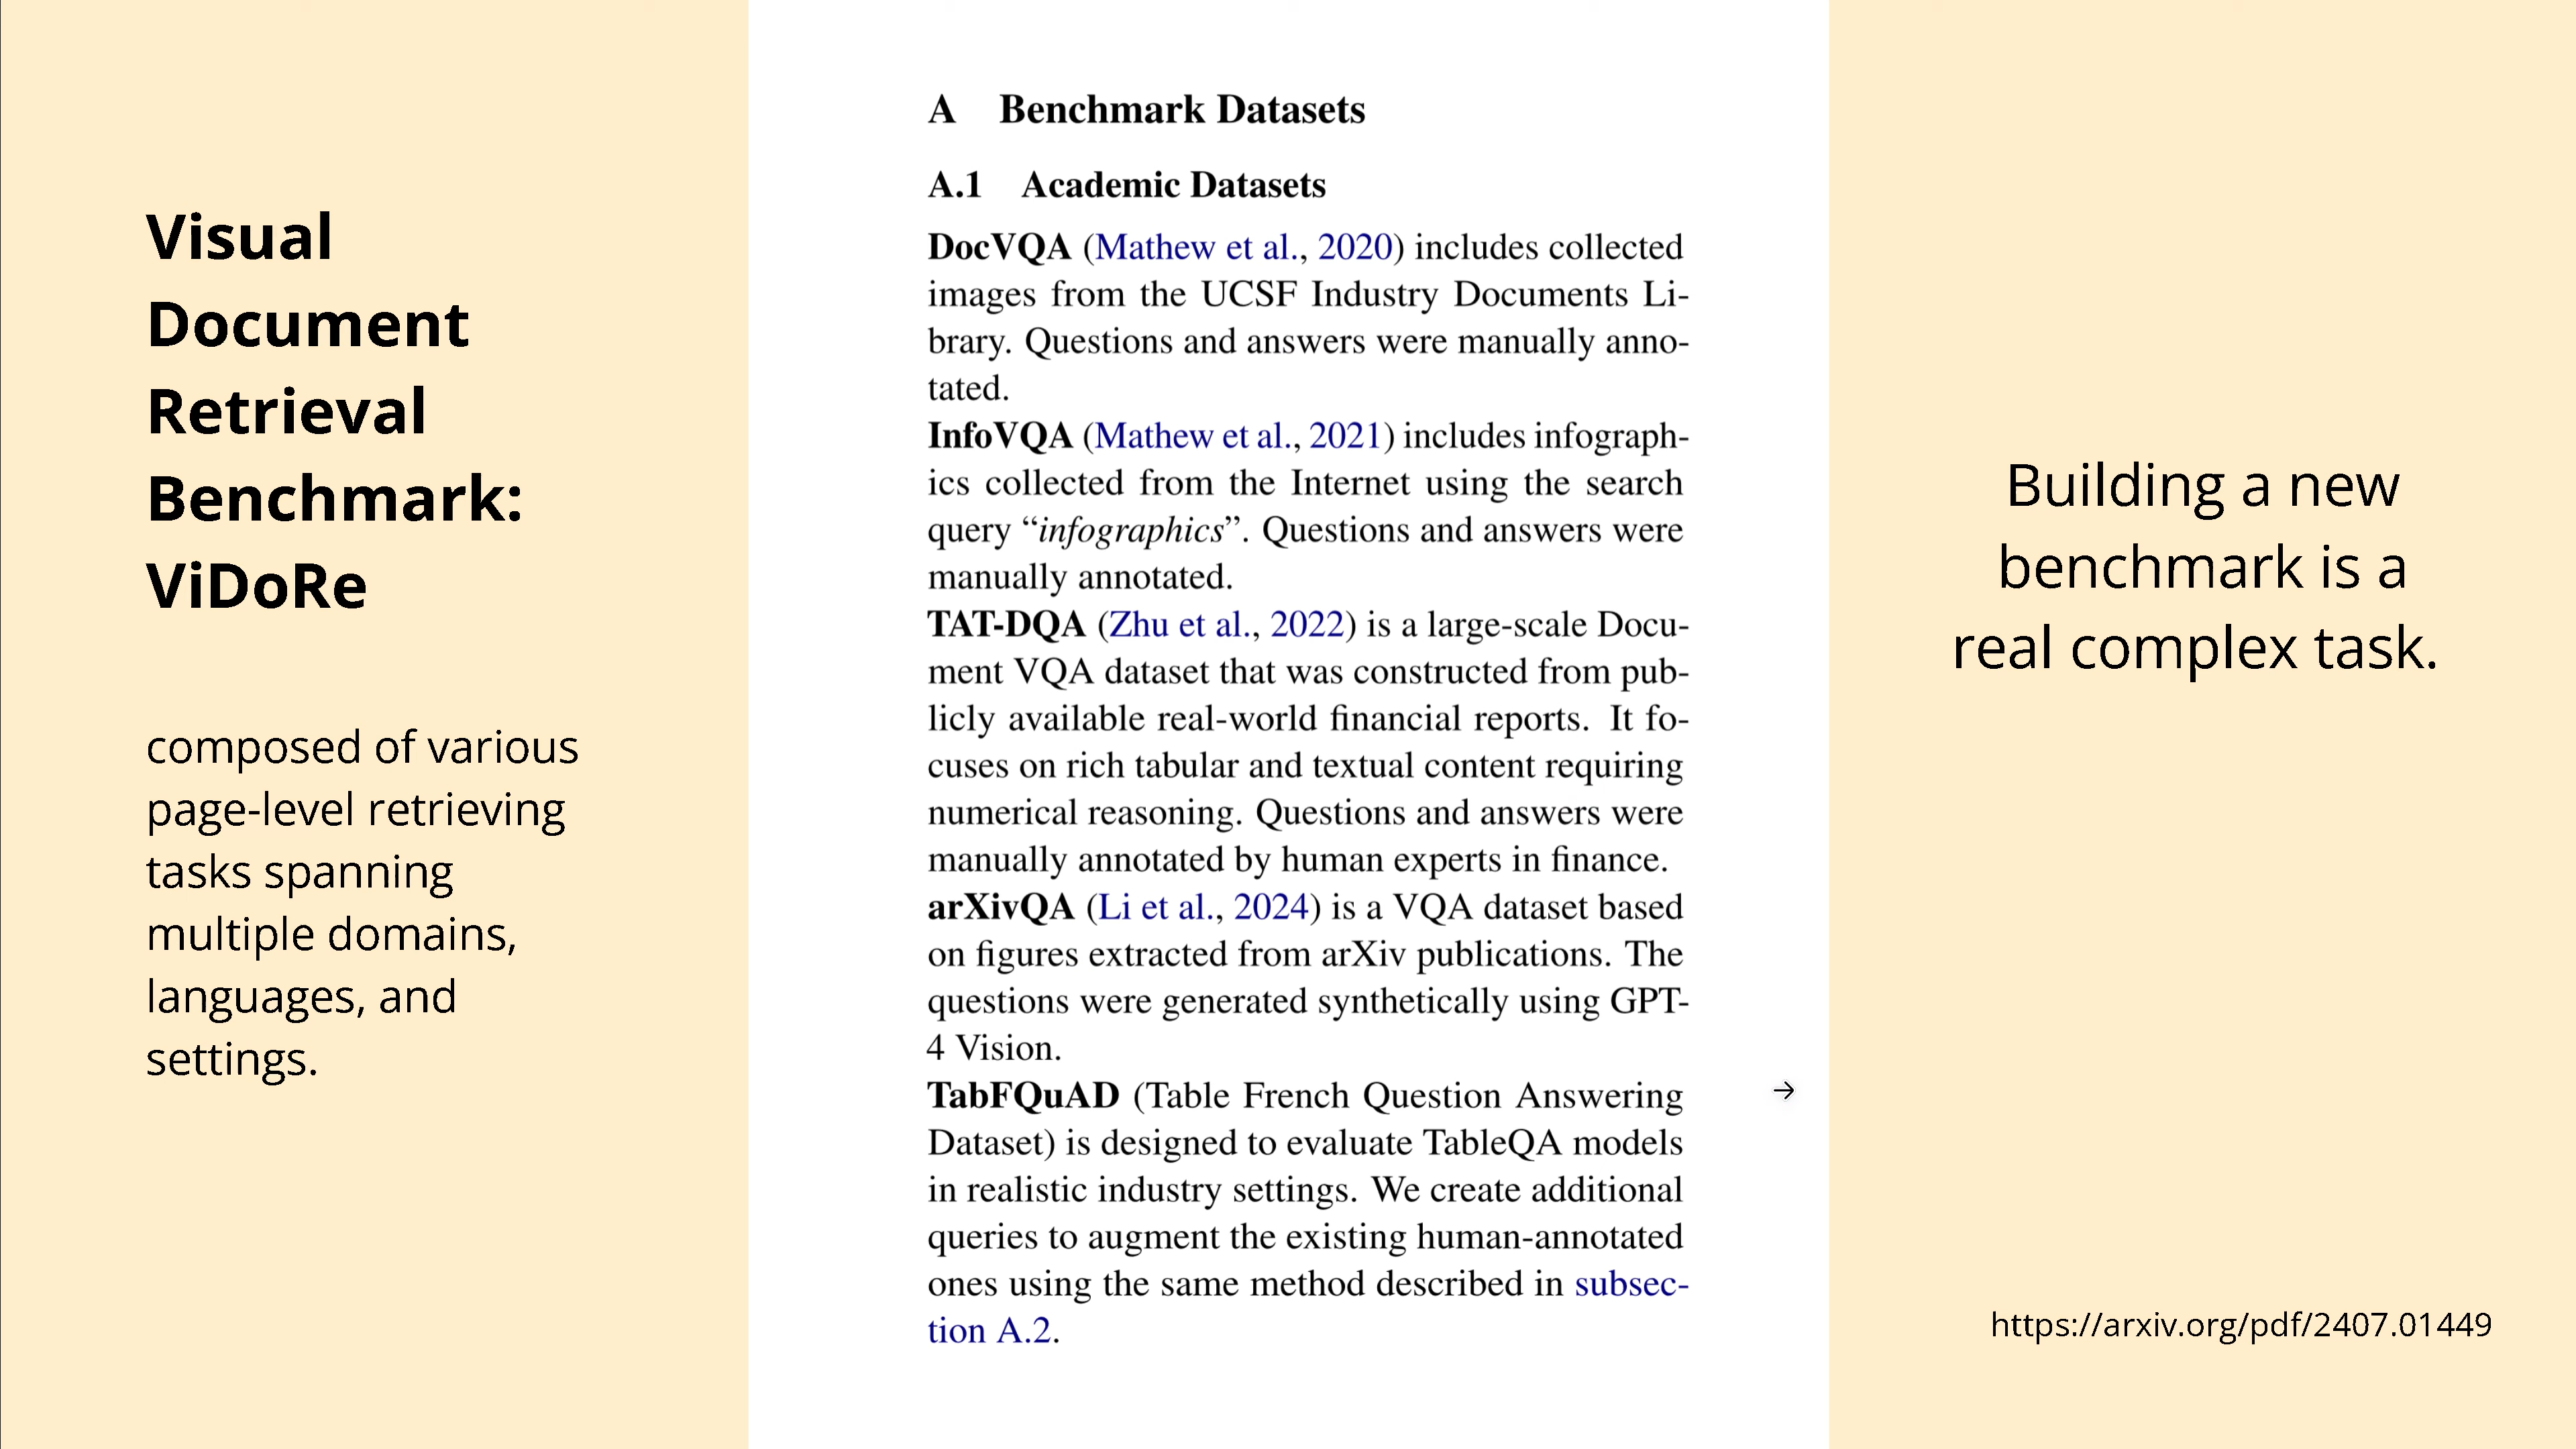 Visual
Document
Retrieval
Benchmark:
ViDoRe
composed of various
page-level retrieving
tasks spanning
multiple domains,
languages, and
settings.
A Benchmark Datasets
A.1 Academic Datasets
DocVQA (Mathew et al., 2020) includes collected
images from the UCSF Industry Documents Li-
brary. Questions and answers were manually anno-
tated.
InfoVQA (Mathew et al., 2021) includes infograph-
ics collected from the Internet using the search
query “infographics”. Questions and answers were
manually annotated.
TAT-DQA (Zhu et al., 2022) is a large-scale Docu-
ment VQA dataset that was constructed from pub-
licly available real-world financial reports. It fo-
cuses on rich tabular and textual content requiring
numerical reasoning. Questions and answers were
manually annotated by human experts in finance.
arXivQA (Li et al., 2024) is a VQA dataset based
on figures extracted from arXiv publications. The
questions were generated synthetically using GPT-
4 Vision.
TabFQuAD (Table French Question Answering
Dataset) is designed to evaluate TableQA models
in realistic industry settings. We create additional
queries to augment the existing human-annotated
ones using the same method described in subsec-
tion A.2.
→
Building a new
benchmark is a
real complex task.
https://arxiv.org/pdf/2407.01449